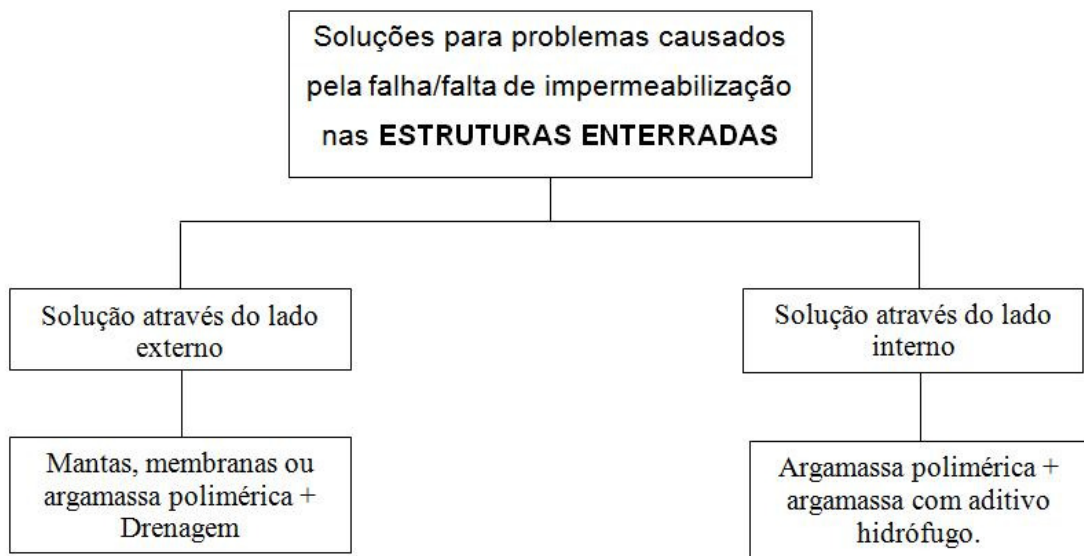 Soluções para problemas causados
pela falha/falta de impermeabilização
nas ESTRUTURAS ENTERRADAS
Solução através do lado
externo
Solução através do lado
interno
Mantas, membranas ou
argamassa polimérica +
Drenagem
Argamassa polimérica +
argamassa com aditivo
hidrófugo.